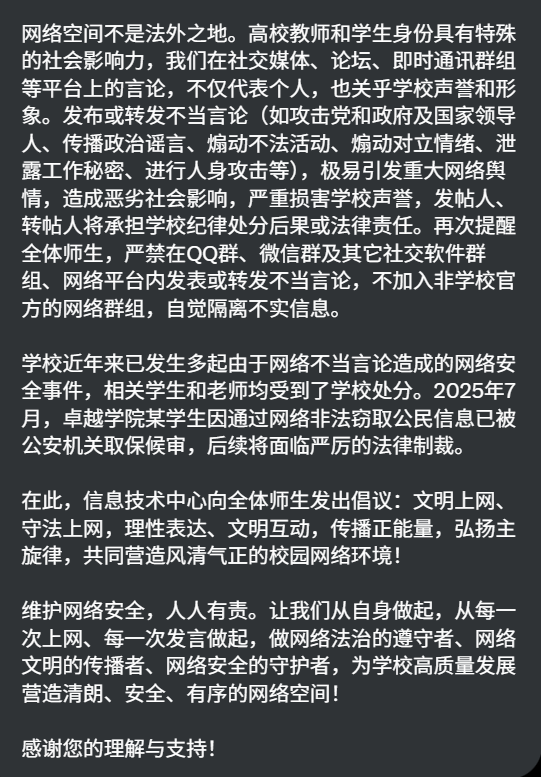 网络空间不是法外之地。高校教师和学生身份具有特殊
的社会影响力，我们在社交媒体、论坛、即时通讯群组
等平台上的言论，不仅代表个人，也关乎学校声誉和形
象。发布或转发不当言论（如攻击党和政府及国家领导
人、传播政治谣言、煽动不法活动、煽动对立情绪、泄
露工作秘密、进行人身攻击等），极易引发重大网络舆
情，造成恶劣社会影响，严重损害学校声誉，发帖人、
转帖人将承担学校纪律处分后果或法律责任。再次提醒
全体师生，严禁在QQ群、微信群及其它社交软件群
组、网络平台内发表或转发不当言论，不加入非学校官
方的网络群组，自觉隔离不实信息。
学校近年来已发生多起由于网络不当言论造成的网络安
全事件，相关学生和老师均受到了学校处分。2025年7
月，卓越学院某学生因通过网络非法窃取公民信息已被
公安机关取保候审，后续将面临严厉的法律制裁。
在此，信息技术中心向全体师生发出倡议：文明上网、
守法上网，理性表达、文明互动，传播正能量，弘扬主
旋律，共同营造风清气正的校园网络环境！
维护网络安全，人人有责。让我们从自身做起，从每一
次上网、每一次发言做起，做网络法治的遵守者、网络
文明的传播者、网络安全的守护者，为学校高质量发展
营造清朗、安全、有序的网络空间！
感谢您的理解与支持！